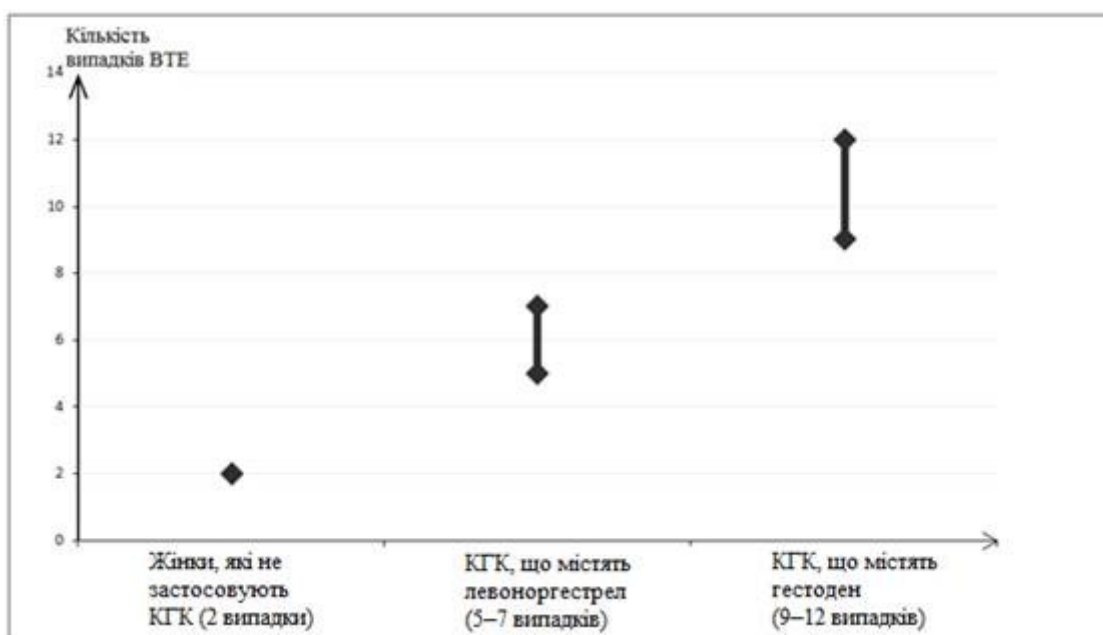 Кількість
випадків ВТЕ
14
12
10
8
6
4
2
0
Жінки, які не
застосовують
КГК (2 випадки)
КГК, що містять
левоноргестрел
(5–7 випадків)
КГК, що містять
гестоден
(9–12 випадків)